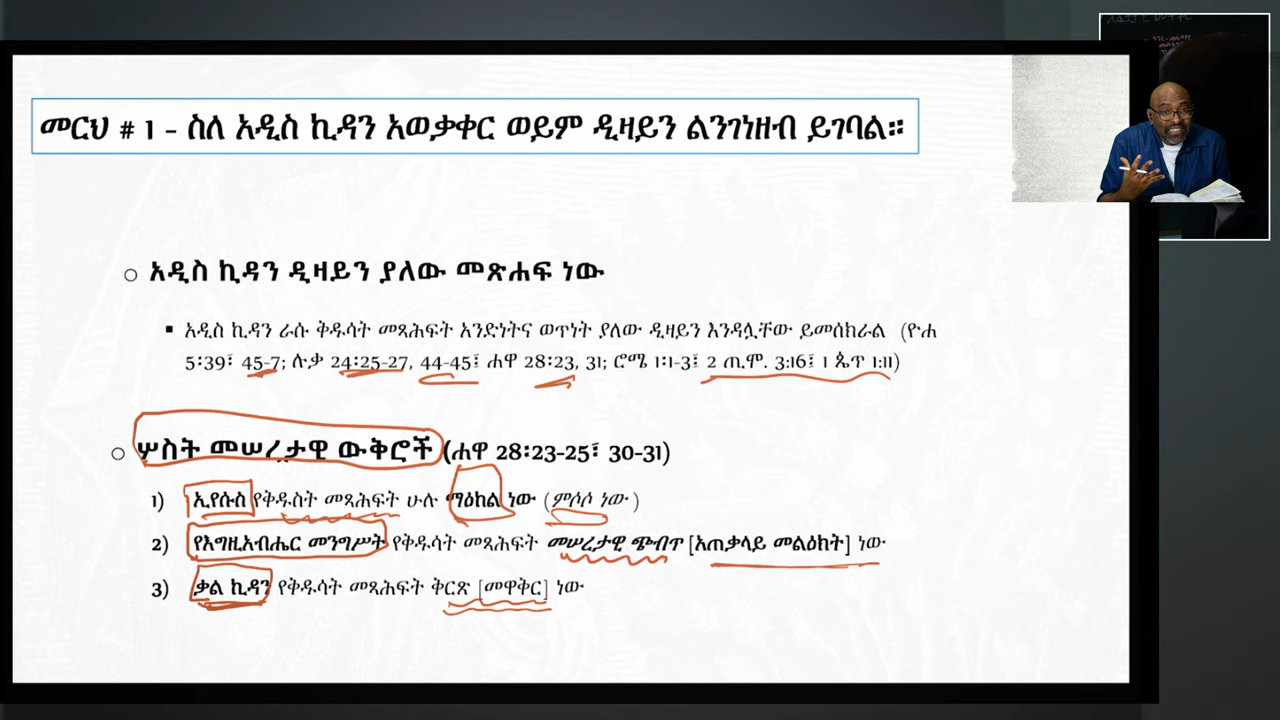 መርህ # 1 - ስለ አዲስ ኪዳን አወቃቀር ወይም ዲዛይን ልንገነዘብ ይገባል።
○ አዲስ ኪዳን ዲዛይን ያለው መጽሐፍ ነው
▪ አዲስ ኪዳን ራሱ ቅዱሳት መጻሕፍት አንድነትና ወጥነት ያለው ዲዛይን እንዳሏቸው ይመሰክራል (ዮሐ
5፡39፣ 45-7; ሉቃ 24፡25-27, 44-45፤ ሐዋ 28፡23, 31; ሮሜ 1፡1-3፤ 2 ጢሞ. 3:16፤ 1 ጴጥ 1:11)
○ ሦስት መሠረታዊ ውቅሮች (ሐዋ 28፡23-25፣ 30-31)
1) ኢየሱስ የቅዱስት መጻሕፍት ሁሉ ማዕከል ነው (ምሶሶ ነው)
2) የእግዚአብሔር መንግሥት የቅዱሳት መጻሕፍት መሠረታዊ ጭብጥ [አጠቃላይ መልዕክት] ነው
3) ቃል ኪዳን የቅዱሳት መጻሕፍት ቅርጽ [መዋቅር] ነው